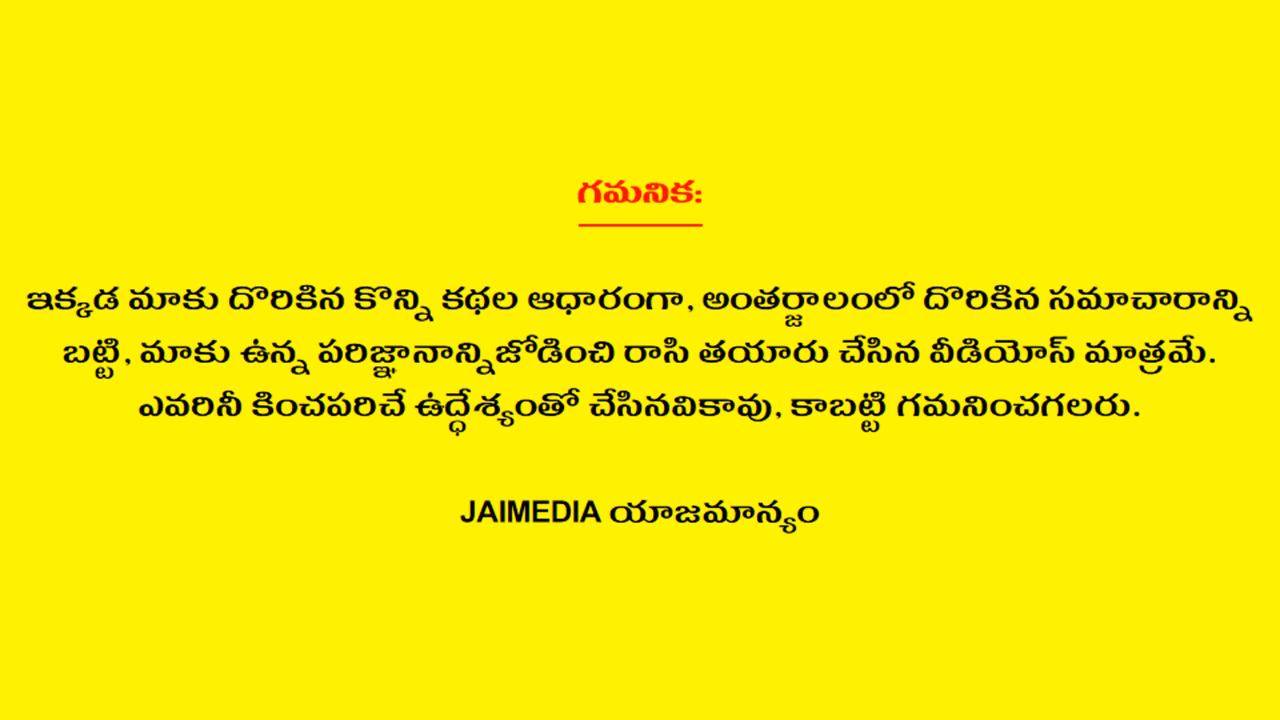 గమనిక:
ఇక్కడ మాకు దొరికిన కొన్ని కథల ఆధారంగా, అంతర్జాలంలో దొరికిన సమాచారాన్ని
బట్టి, మాకు ఉన్న పరిజ్ఞానాన్నిజోడించి రాసి తయారు చేసిన వీడియోస్ మాత్రమే.
ఎవరినీ కించపరిచే ఉద్ధేశ్యంతో చేసినవికావు, కాబట్టి గమనించగలరు.
JAIMEDIA యాజమాన్యం